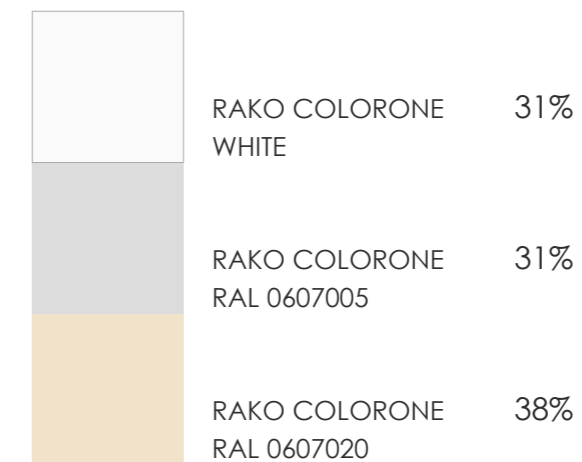 RAKO COLORONE 31%
WHITE
RAKO COLORONE 31%
RAL 0607005
RAKO COLORONE 38%
RAL 0607020